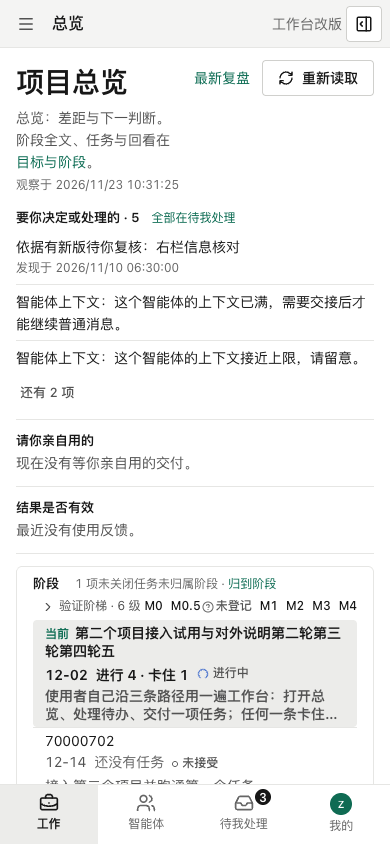 总览
工作台改版
项目总览
最新复盘
重新读取
总览：差距与下一判断。
阶段全文、任务与回看在
目标与阶段。
观察于 2026/11/23 10:31:25
要你决定或处理的 · 5 全部在待我处理
依据有新版待你复核：右栏信息核对
发现于 2026/11/10 06:30:00
智能体上下文：这个智能体的上下文已满，需要交接后才
能继续普通消息。
智能体上下文：这个智能体的上下文接近上限，请留意。
还有 2 项
请你亲自用的
现在没有等你亲自用的交付。
结果是否有效
最近没有使用反馈。
阶段 1 项未关闭任务未归属阶段 · 归到阶段
验证阶梯 · 6 级 M0 M0.5 未登记 M1 M2 M3 M4
当前 第二个项目接入试用与对外说明第二轮第三
轮第四轮五
12-02 进行 4 · 卡住 1 进行中
使用者自己沿三条路径用一遍工作台：打开总
览、处理待办、交付一项任务；任何一条卡住…
70000702
12-14 还没有任务 未接受
工作
智能体
3
待我处理
z
我的